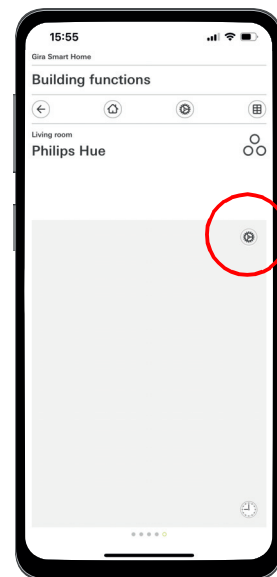 15:55
Gira Smart Home
Building functions
Living room
Philips Hue